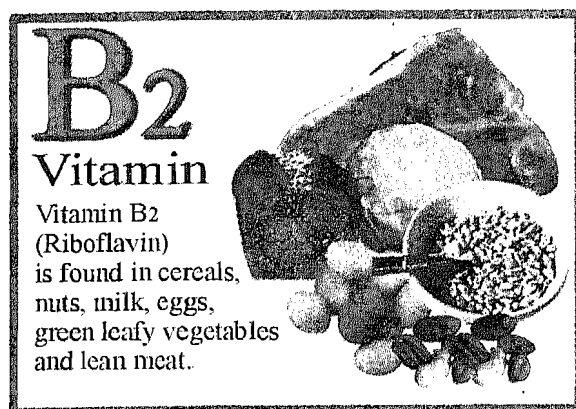 B2
Vitamin
Vitamin B2
(Riboflavin)
is found in cereals,
nuts, milk, eggs,
green leafy vegetables
and lean meat.